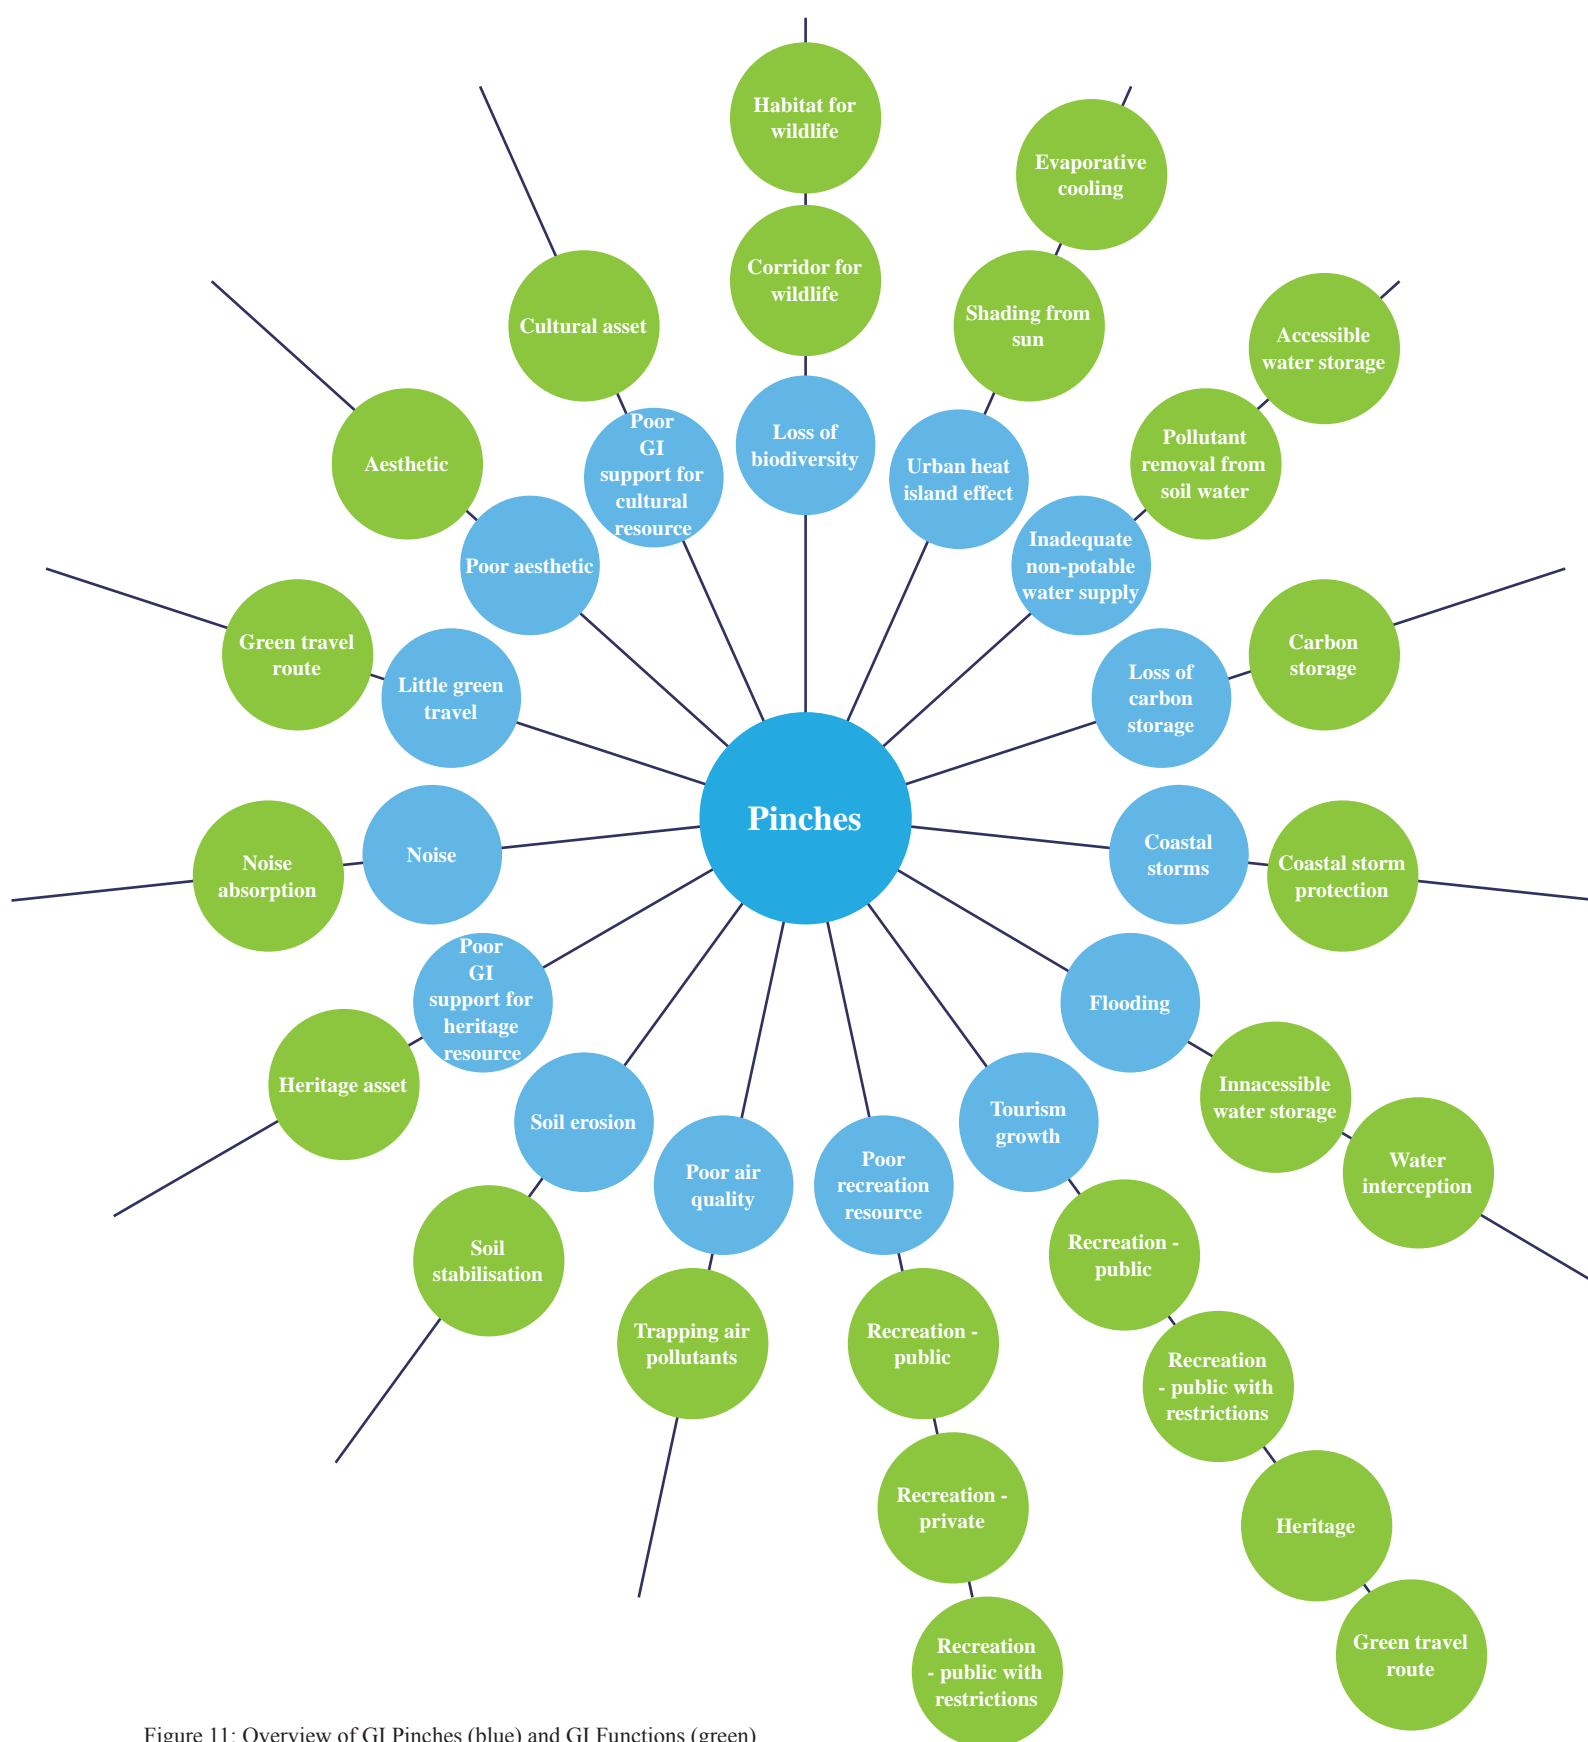 Habitat for
wildlife
Corridor for
wildlife
Loss of
biodiversity
Evaporative
cooling
Shading from
sun
Urban heat
island effect
Accessible
water storage
Pollutant
removal from
soil water
Inadequate
non-potable
water supply
Carbon
storage
Loss of
carbon
storage
Coastal
storms
Coastal storm
protection
Flooding
Innacessible
water storage
Water
interception
Tourism
growth
Recreation -
public
Recreation
- public with
restrictions
Heritage
Green travel
route
Poor
recreation
resource
Recreation -
public
Recreation -
private
Recreation
- public with
restrictions
Poor air
quality
Trapping air
pollutants
Soil erosion
Soil
stabilisation
Poor
GI
support for
heritage
resource
Heritage asset
Noise
Noise
absorption
Little green
travel
Green travel
route
Poor aesthetic
Aesthetic
Poor
GI
support for
cultural
resource
Cultural asset
Pinches
Figure 11: Overview of GI Pinches (blue) and GI Functions (green)